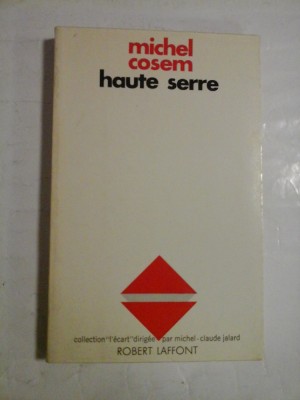 michel
cosem
haute serre
collection "l'écart" dirigée par michel-claude jalard
ROBERT LAFFONT